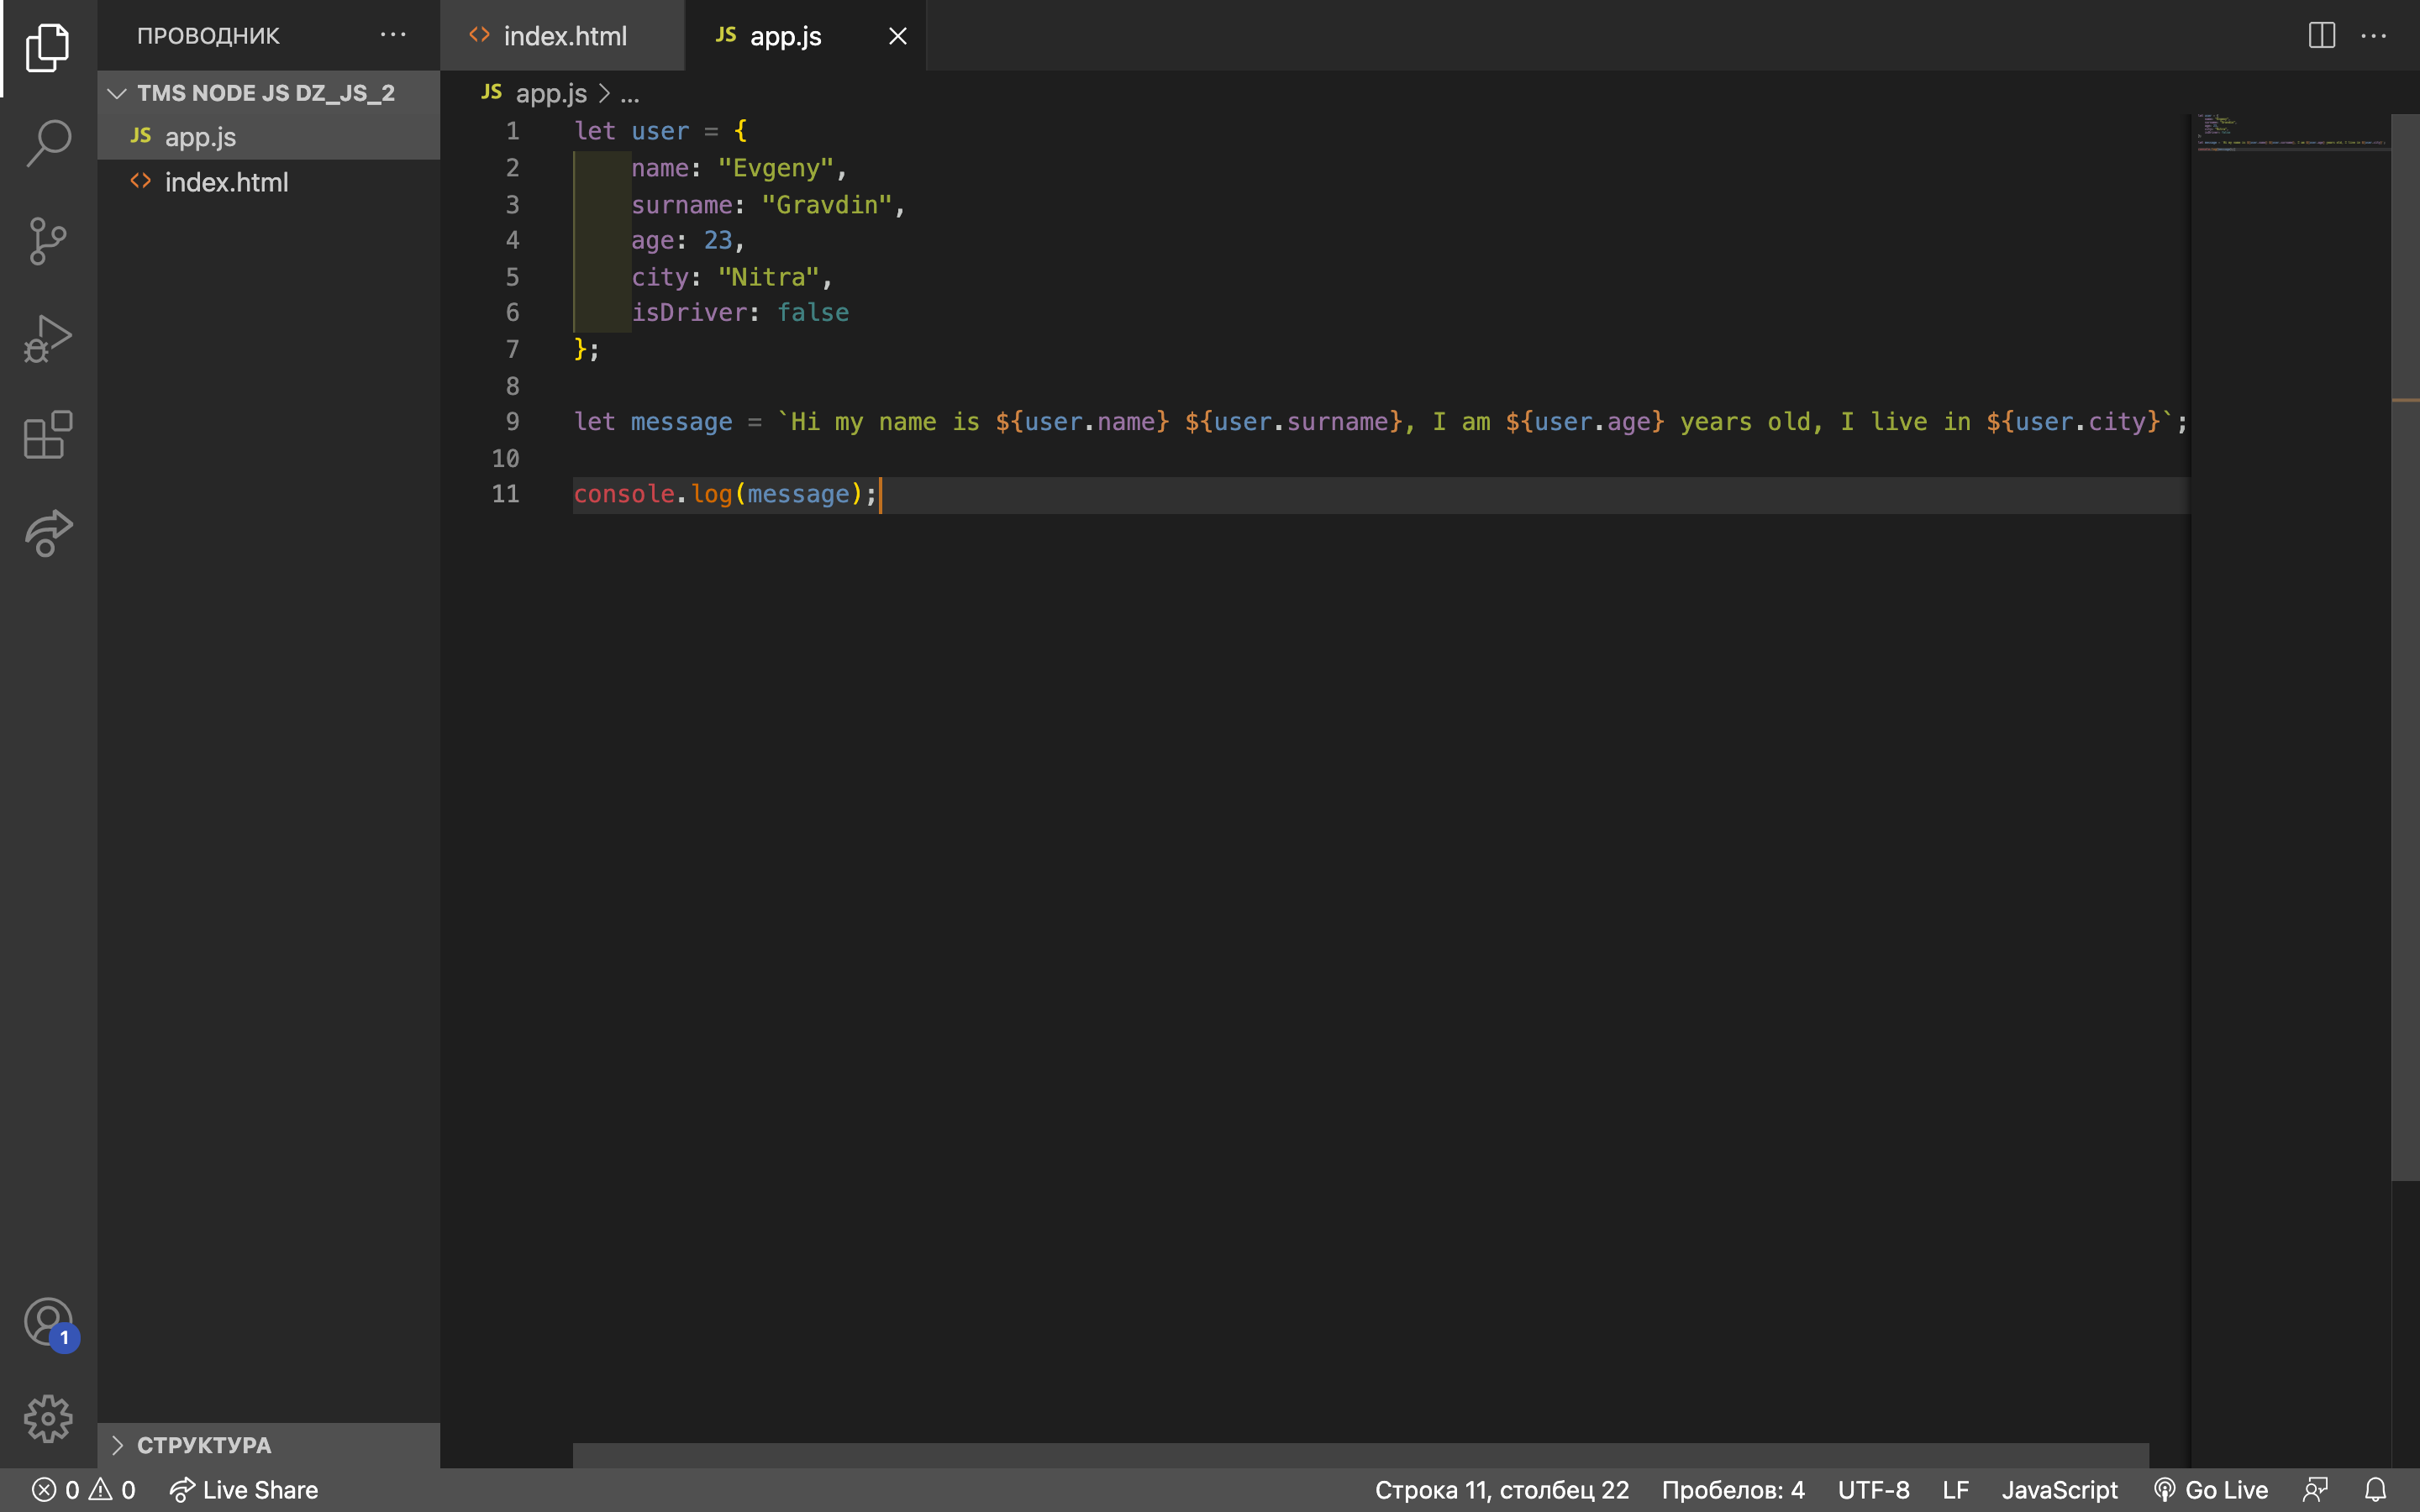 ПРОВОДНИК ...
TMS NODE JS DZ_JS_2
JS app.js
<> index.html
СТРУКТУРА
<> index.html
JS app.js
JS app.js > ...
1 let user = {
2     name: "Evgeny",
3     surname: "Gravdin",
4     age: 23,
5     city: "Nitra",
6     isDriver: false
7 };
8
9 let message = `Hi my name is ${user.name} ${user.surname}, I am ${user.age} years old, I live in ${user.city}`;
10
11 console.log(message);
1
0 0 Live Share
Строка 11, столбец 22 Пробелов: 4 UTF-8 LF JavaScript Go Live